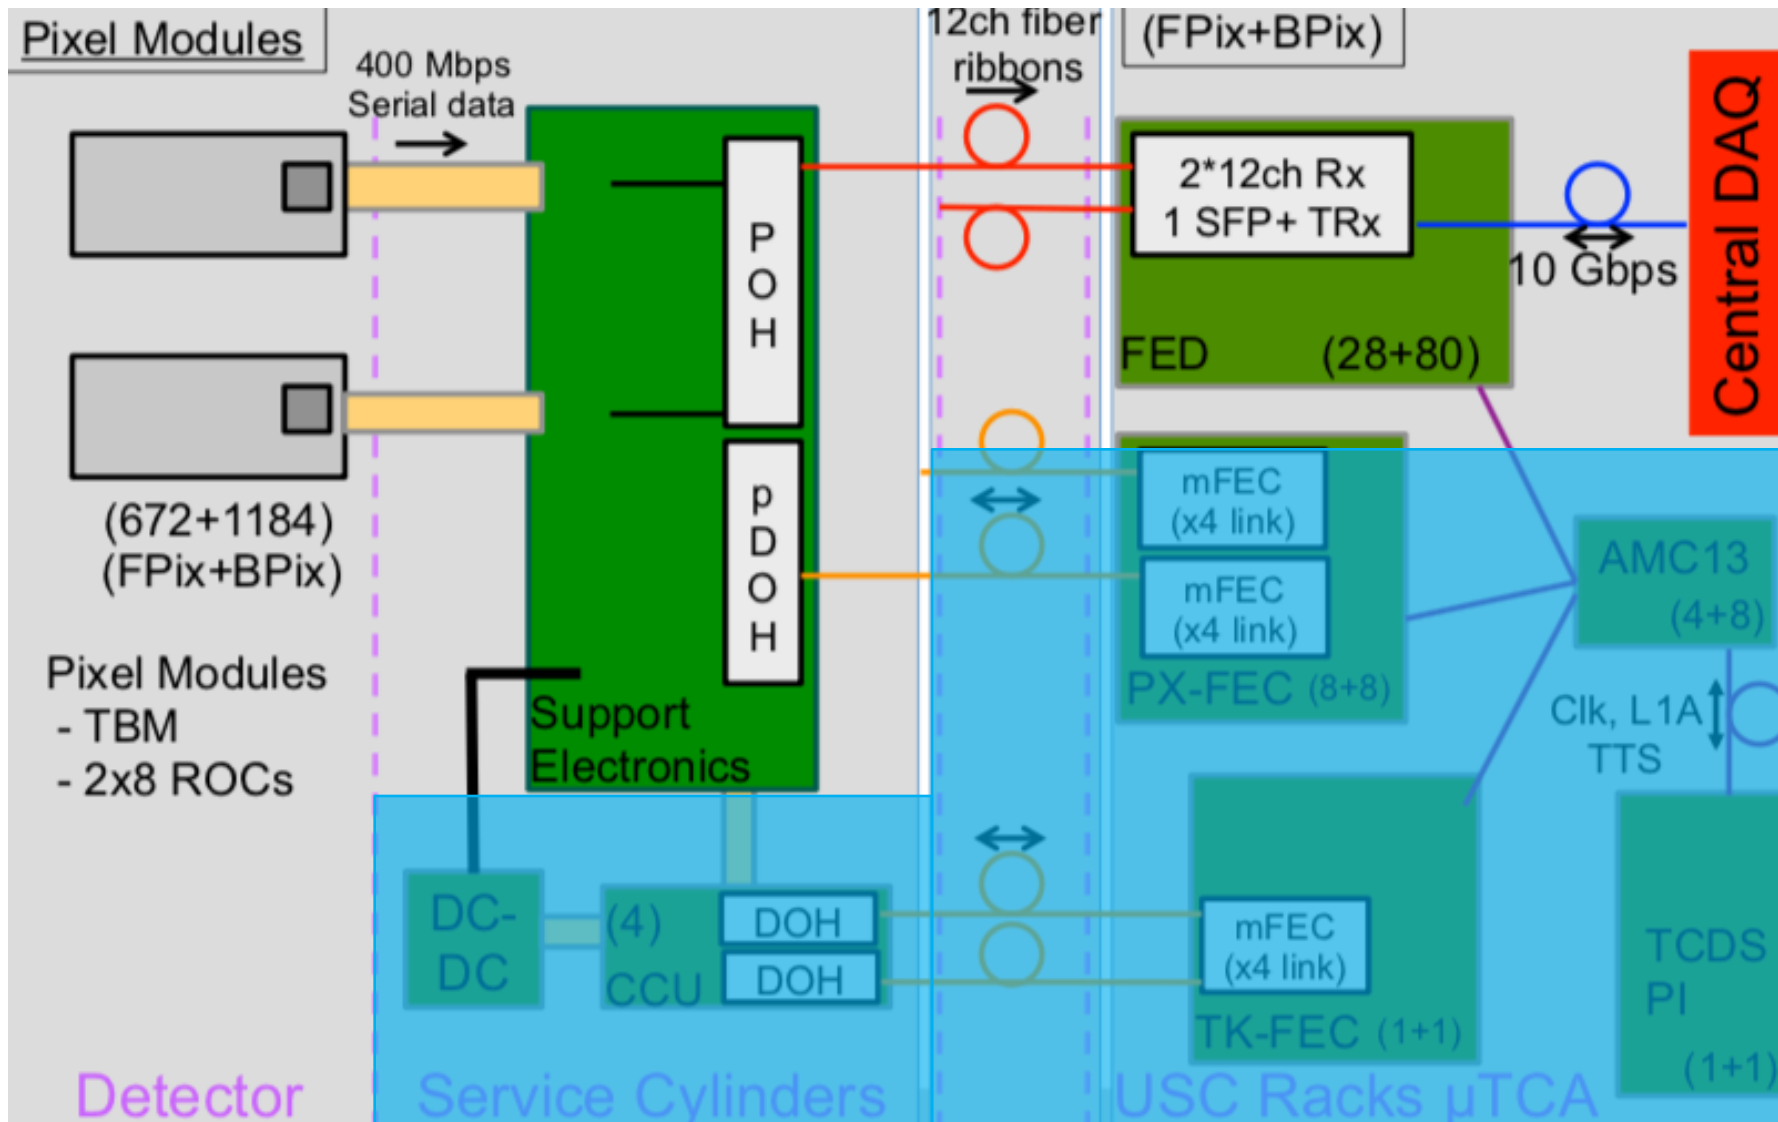 Pixel Modules
400 Mbps
Serial data
12ch fiber
ribbons
(FPix+BPix)
Central DAQ
P
O
H
2*12ch Rx
1 SFP+ TRx
10 Gbps
FED
(28+80)
p
D
O
H
mFEC
(x4 link)
mFEC
(x4 link)
PX-FEC (8+8)
AMC13
(4+8)
(672+1184)
(FPix+BPix)
Pixel Modules
- TBM
- 2x8 ROCs
Support
Electronics
Clk, L1A
TTS
DC-
DC
(4)
CCU
DOH
DOH
mFEC
(x4 link)
TK-FEC (1+1)
TCDS
PI
(1+1)
Detector
Service Cylinders
USC Racks µTCA